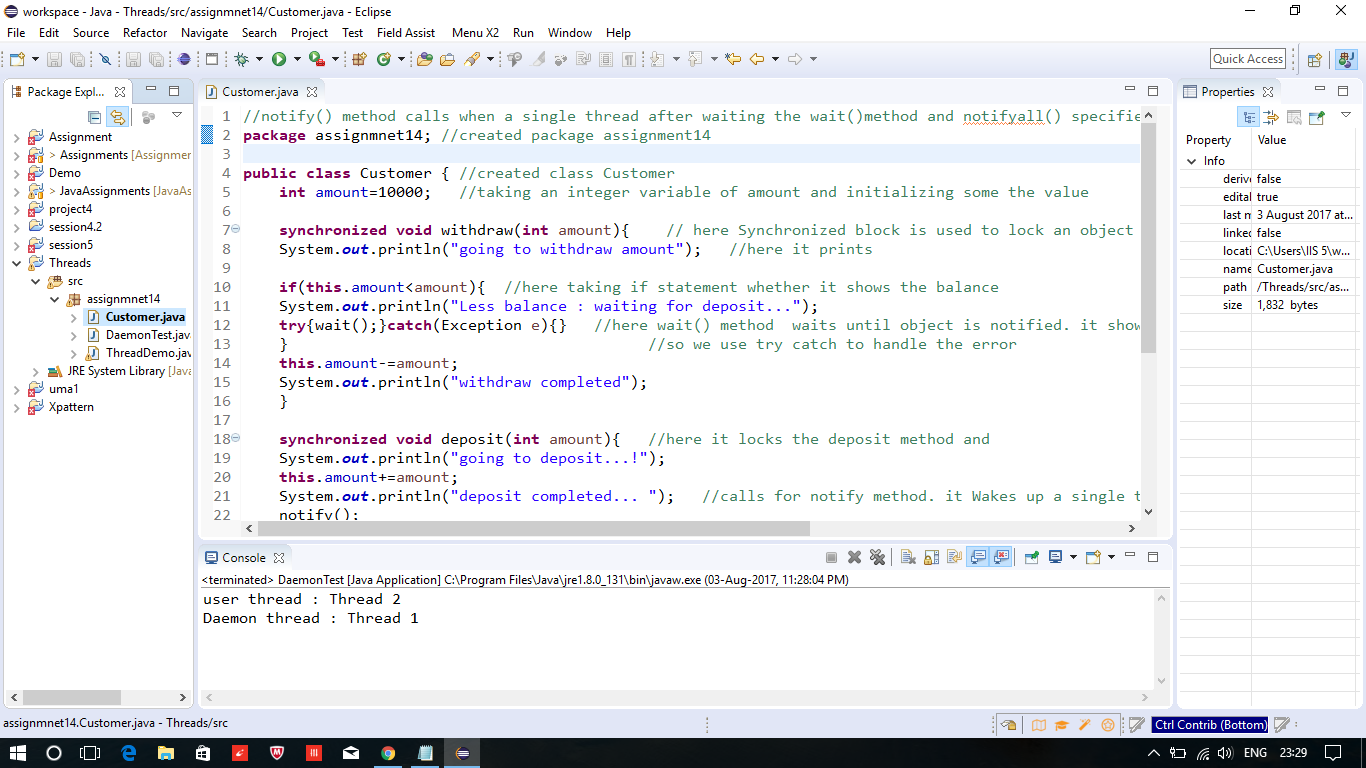 workspace - Java - Threads/src/assignmnet14/Customer.java - Eclipse
File Edit Source Refactor Navigate Search Project Test Field Assist Menu X2 Run Window Help
Quick Access
Package Expl...
Assignment
> Assignments [Assignmer
Demo
> JavaAssignments [JavaAs
project4
session4.2
session5
Threads
src
assignmnet14
Customer.java
DaemonTest.java
ThreadDemo.jav
JRE System Library [Java
uma1
Xpattern
Customer.java
1 //notify() method calls when a single thread after waiting the wait()method and notifyall() specifie
2 package assignmnet14; //created package assignment14
3
4 public class Customer { //created class Customer
5 int amount=10000; //taking an integer variable of amount and initializing some the value
6
7 synchronized void withdraw(int amount){ // here Synchronized block is used to lock an object
8 System.out.println("going to withdraw amount"); //here it prints
9
10 if(this.amount<amount){ //here taking if statement whether it shows the balance
11 System.out.println("Less balance : waiting for deposit...");
12 try{wait();}catch(Exception e){} //here wait() method  waits until object is notified. it show
13 } //so we use try catch to handle the error
14 this.amount-=amount;
15 System.out.println("withdraw completed");
16 }
17
18 synchronized void deposit(int amount){ //here it locks the deposit method and
19 System.out.println("going to deposit...!");
20 this.amount+=amount;
21 System.out.println("deposit completed... "); //calls for notify method. it Wakes up a single t
22 notify();
Properties
Property Value
Info
deriv false
edital true
last m 3 August 2017 at...
linked false
locati C:\Users\IIS 5\w...
name Customer.java
path /Threads/src/as...
size 1,832 bytes
Console
<terminated> DaemonTest [Java Application] C:\Program Files\Java\jre1.8.0_131\bin\javaw.exe (03-Aug-2017, 11:28:04 PM)
user thread : Thread 2
Daemon thread : Thread 1
assignmnet14.Customer.java - Threads/src
Ctrl Contrib (Bottom)
ENG 23:29